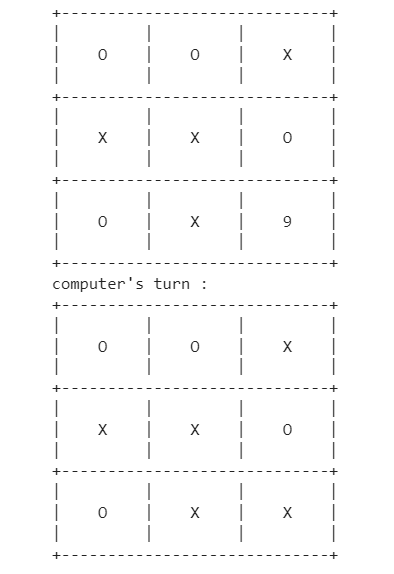 +-----------------------------+
|         |         |         |
|    O    |    O    |    X    |
|         |         |         |
+-----------------------------+
|         |         |         |
|    X    |    X    |    O    |
|         |         |         |
+-----------------------------+
|         |         |         |
|    O    |    X    |    9    |
|         |         |         |
+-----------------------------+
computer's turn :
+-----------------------------+
|         |         |         |
|    O    |    O    |    X    |
|         |         |         |
+-----------------------------+
|         |         |         |
|    X    |    X    |    O    |
|         |         |         |
+-----------------------------+
|         |         |         |
|    O    |    X    |    X    |
|         |         |         |
+-----------------------------+